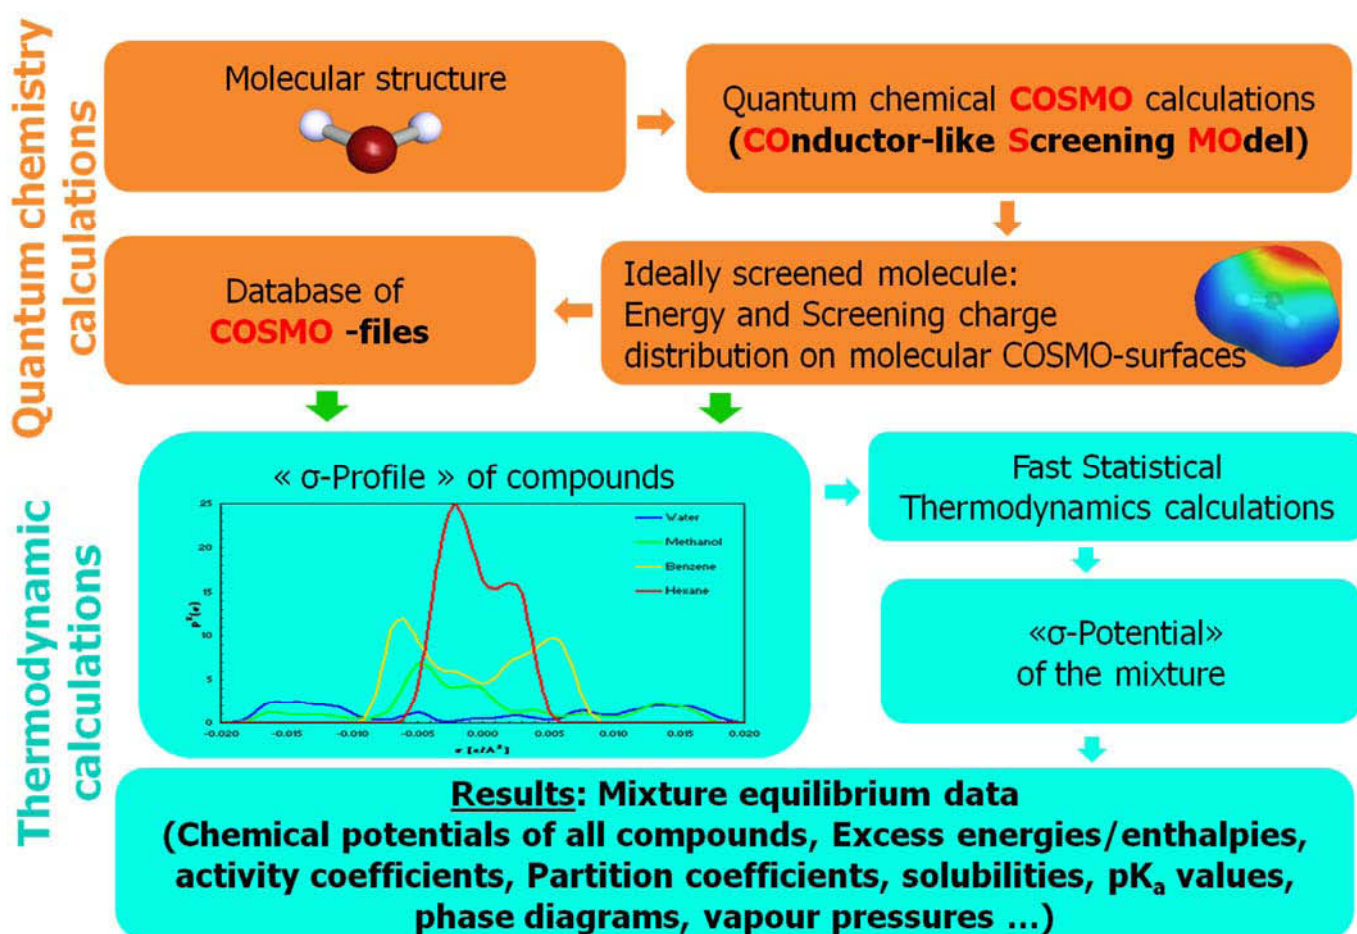 Quantum chemistry
calculations
Molecular structure
Quantum chemical COSMO calculations
(COnductor-like Screening MOdel)
Database of
COSMO -files
Ideally screened molecule:
Energy and Screening charge
distribution on molecular COSMO-surfaces
Thermodynamic
calculations
« σ-Profile » of compounds
25
20
15
10
5
0
p^x(σ)
Water
Methanol
Benzene
Hexane
-0.020 -0.015 -0.010 -0.005 0.000 0.005 0.010 0.015 0.020
σ [e/A²]
Fast Statistical
Thermodynamics calculations
«σ-Potential»
of the mixture
Results: Mixture equilibrium data
(Chemical potentials of all compounds, Excess energies/enthalpies,
activity coefficients, Partition coefficients, solubilities, pKₐ values,
phase diagrams, vapour pressures ...)